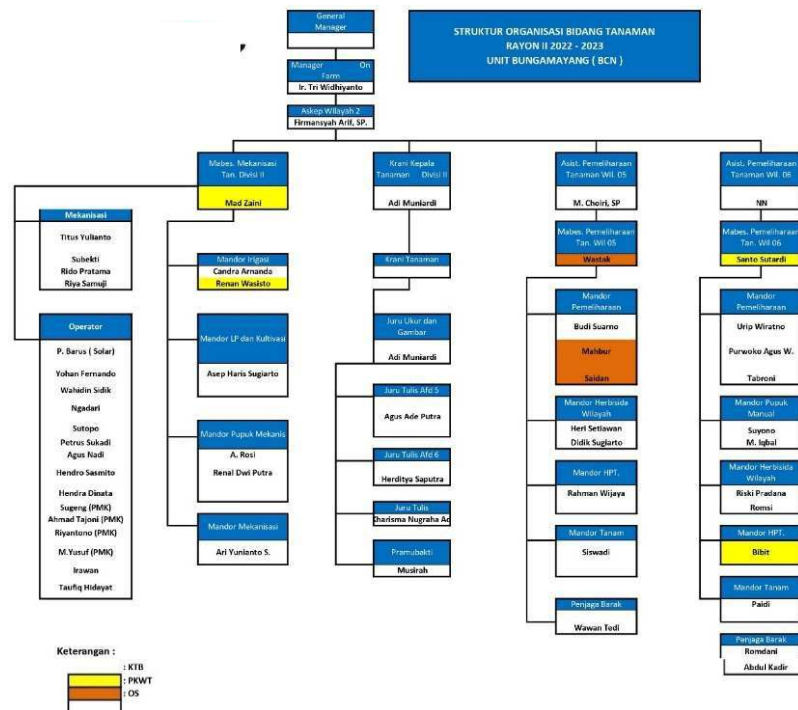 General
Manager
STRUKTUR ORGANISASI BIDANG TANAMAN
RAYON II 2022 - 2023
UNIT BUNGAMAYANG ( BCN )
Manager On
Farm
Ir. Tri Widhiyanto
Askep Wilayah 2
Firmansyah Arif, SP.
Mabes. Mekanisasi
Tan. Divisi II
Mad Zaini
Mekanisasi
Titus Yulianto
Subekti
Rido Pratama
Riya Samuji
Operator
P. Barus ( Solar)
Yohan Fernando
Wahidin Sidik
Ngadari
Sutopo
Petrus Sukadi
Agus Nadi
Hendro Sasmito
Hendra Dinata
Sugeng (PMK)
Ahmad Tajoni (PMK)
Riyantono (PMK)
M.Yusuf (PMK)
Irawan
Taufiq Hidayat
Mandor Irigasi
Candra Arnanda
Renan Wasisto
Mandor LP dan Kultivasi
Asep Haris Sugiarto
Mandor Pupuk Mekanis
A. Rosi
Renal Dwi Putra
Mandor Mekanisasi
Ari Yunianto S.
Krani Kepala
Tanaman Divisi II
Adi Muniardi
Krani Tanaman
Juru Ukur dan
Gambar
Adi Muniardi
Juru Tulis Afd 5
Agus Ade Putra
Juru Tulis Afd 6
Herditya Saputra
Juru Tulis
Kharisma Nugraha Ad
Pramubakti
Musirah
Asist. Pemeliharaan
Tanaman Wil. 05
M. Choiri, SP
Mabes. Pemeliharaan
Tan. Wil 05
Wastak
Mandor
Pemeliharaan
Budi Suarno
Mahbur
Saidan
Mandor Herbisida
Wilayah
Heri Setiawan
Didik Sugiarto
Mandor HPT.
Rahman Wijaya
Mandor Tanam
Siswadi
Penjaga Barak
Wawan Tedi
Asist. Pemeliharaan
Tanaman Wil. 06
NN
Mabes. Pemeliharaan
Tan. Wil 06
Santo Sutardi
Mandor
Pemeliharaan
Urip Wiratno
Purwoko Agus W.
Tabroni
Mandor Pupuk
Manual
Suyono
M. Iqbal
Mandor Herbisida
Wilayah
Riski Pradana
Romsi
Mandor HPT.
Bibit
Mandor Tanam
Paidi
Penjaga Barak
Romdani
Abdul Kadir
Keterangan :
: KTB
: PKWT
: OS